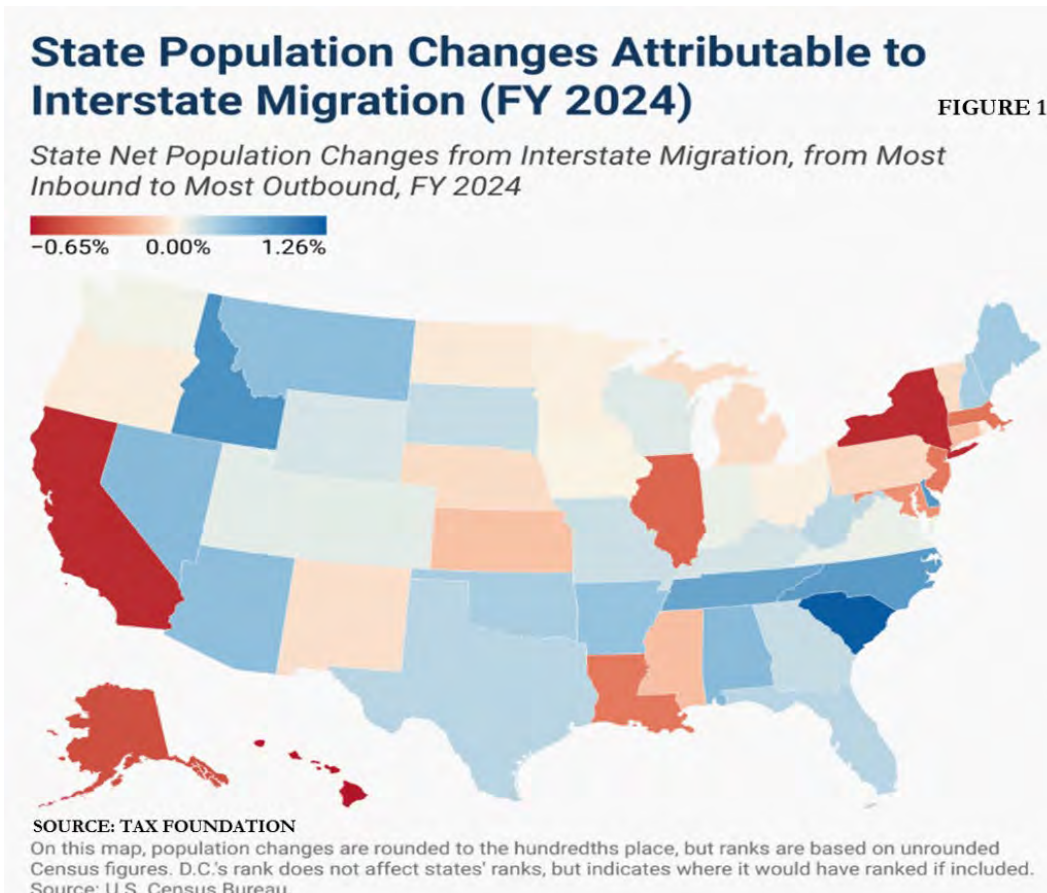 State Population Changes Attributable to
Interstate Migration (FY 2024)
FIGURE 1
State Net Population Changes from Interstate Migration, from Most
Inbound to Most Outbound, FY 2024
−0.65% 0.00% 1.26%
SOURCE: TAX FOUNDATION
On this map, population changes are rounded to the hundredths place, but ranks are based on unrounded
Census figures. D.C.'s rank does not affect states' ranks, but indicates where it would have ranked if included.
Source: U.S. Census Bureau